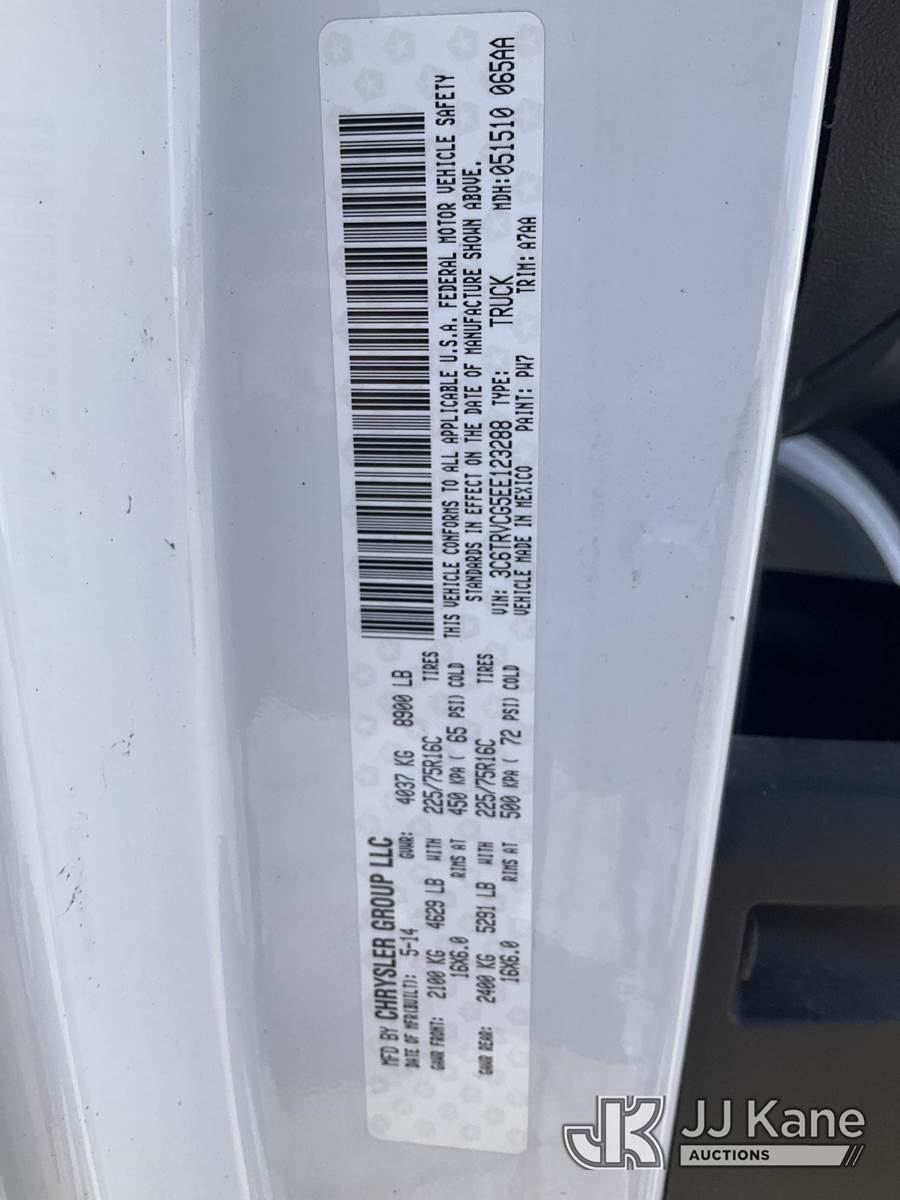 MFD BY CHRYSLER GROUP LLC
DATE OF MFR(BUILT): 5-14 GVWR: 4037 KG 8900 LB
GAWR FRONT: 2100 KG 4629 LB WITH 225/75R16C TIRES
16X6.0 RIMS AT 450 KPA ( 65 PSI) COLD
GAWR REAR: 2400 KG 5291 LB WITH 225/75R16C TIRES
16X6.0 RIMS AT 500 KPA ( 72 PSI) COLD
THIS VEHICLE CONFORMS TO ALL APPLICABLE U.S.A. FEDERAL MOTOR VEHICLE SAFETY
STANDARDS IN EFFECT ON THE DATE OF MANUFACTURE SHOWN ABOVE.
VIN: 3C6TRVCG5EE123288 TYPE: TRUCK MDH:051510 065AA
VEHICLE MADE IN MEXICO PAINT: PW7 TRIM: A7AA
JK JJ Kane
AUCTIONS